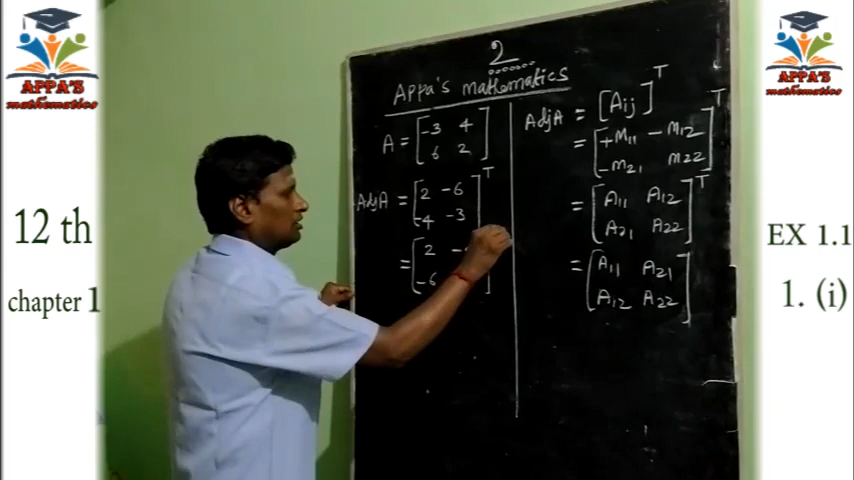 APPA'S
mathematics
12 th
chapter 1
2
APPA's mathematics
A = [-3 4
6 2]
AdjA = [2 -6
-4 -3]ᵀ
= [2 -
-6 ]
AdjA = [Aij]ᵀ
= [+M₁₁ -M₁₂
-M₂₁ M₂₂]ᵀ
= [A₁₁ A₁₂
A₂₁ A₂₂]ᵀ
= [A₁₁ A₂₁
A₁₂ A₂₂]
APPA'S
mathematics
EX 1.1
1. (i)